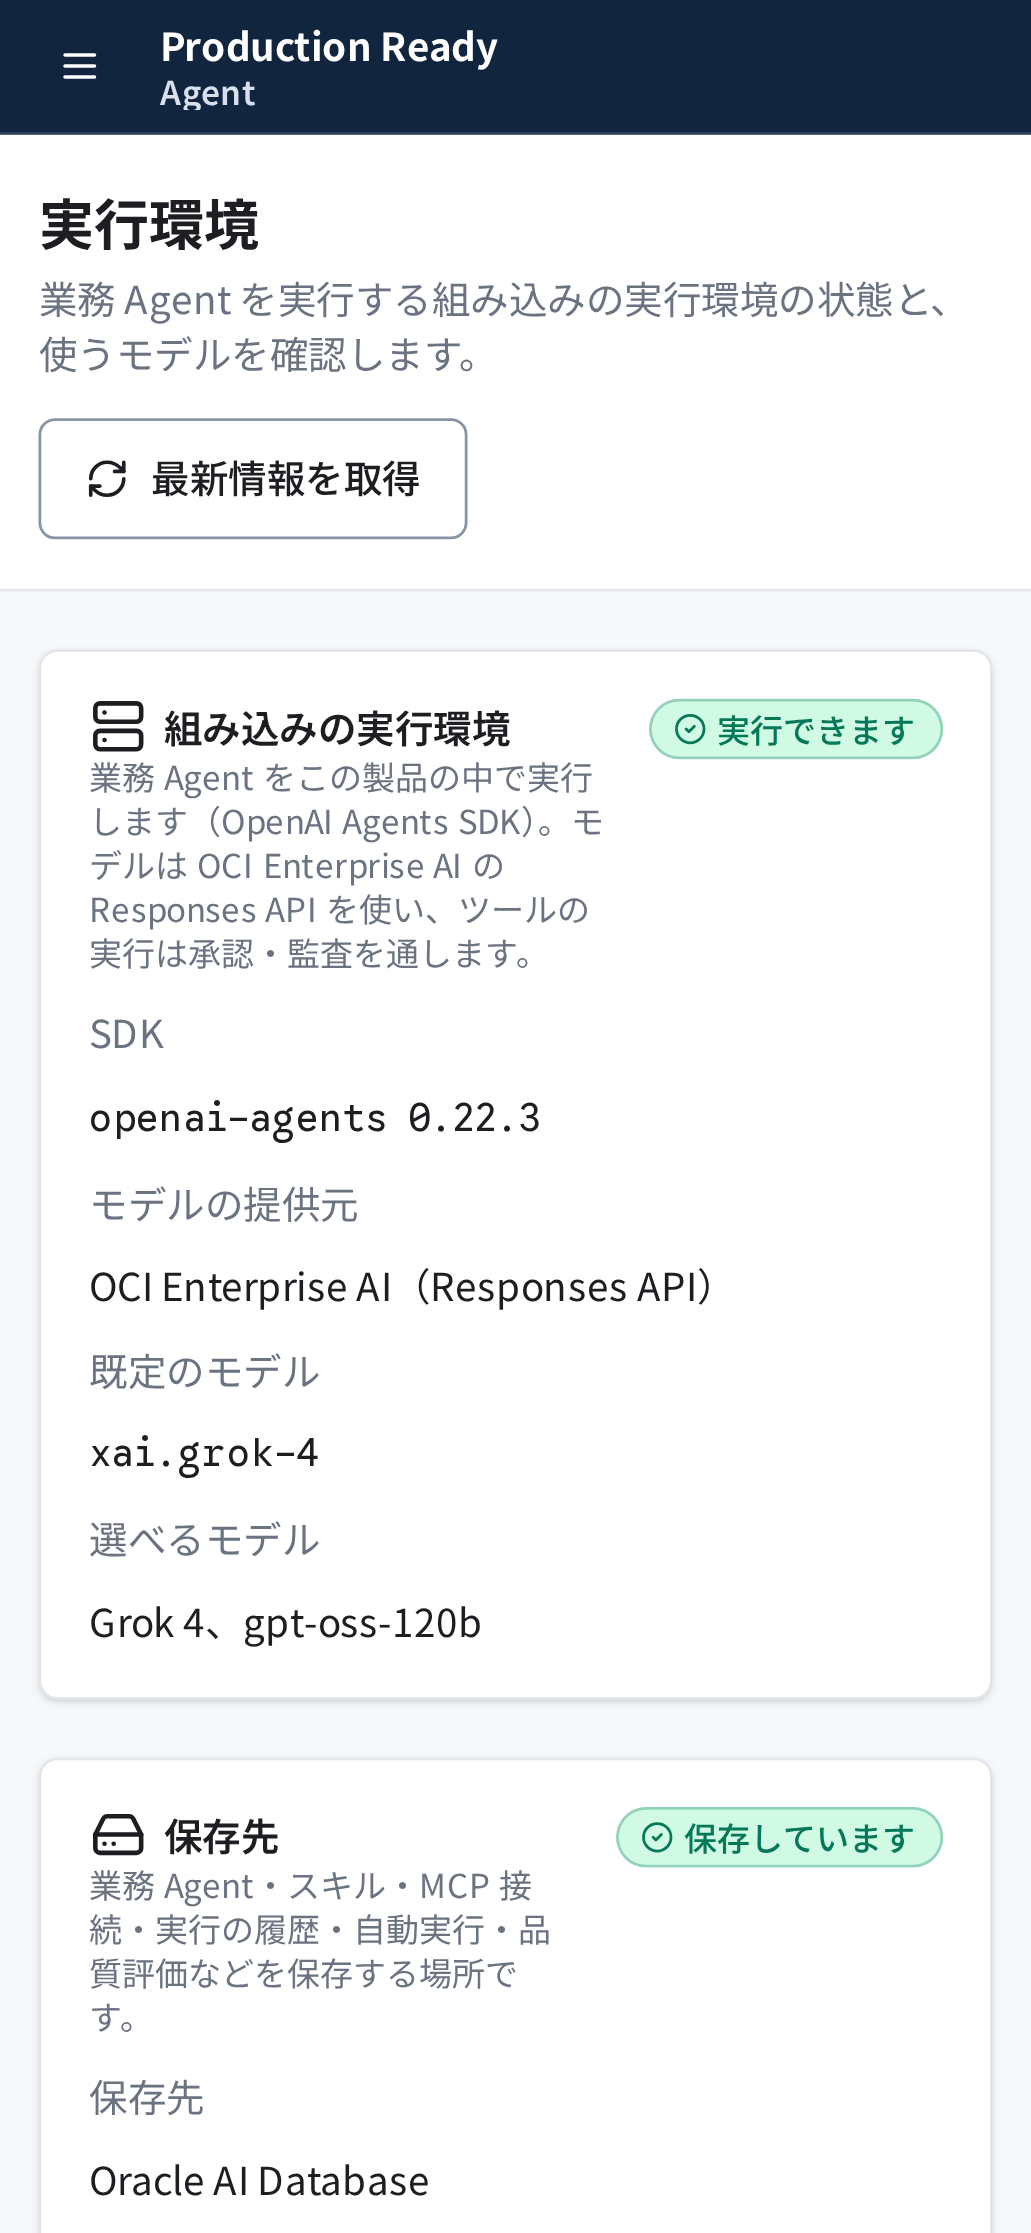 Production Ready
Agent
実行環境
業務 Agent を実行する組み込みの実行環境の状態と、
使うモデルを確認します。
最新情報を取得
組み込みの実行環境
実行できます
業務 Agent をこの製品の中で実行
します（OpenAI Agents SDK）。モ
デルは OCI Enterprise AI の
Responses API を使い、ツールの
実行は承認・監査を通します。
SDK
openai-agents 0.22.3
モデルの提供元
OCI Enterprise AI（Responses API）
既定のモデル
xai.grok-4
選べるモデル
Grok 4、gpt-oss-120b
保存先
保存しています
業務 Agent・スキル・MCP 接
続・実行の履歴・自動実行・品
質評価などを保存する場所で
す。
保存先
Oracle AI Database